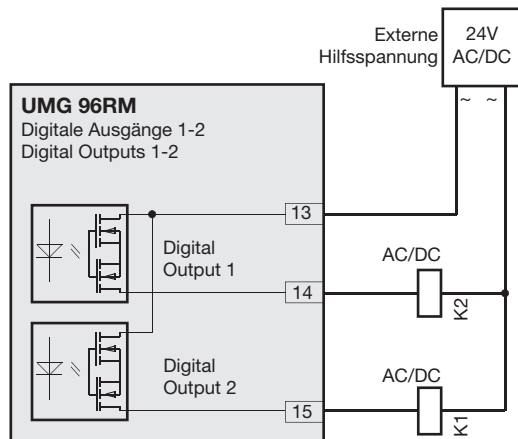 Externe
Hilfsspannung
24V
AC/DC
~ ~
UMG 96RM
Digitale Ausgänge 1-2
Digital Outputs 1-2
13
Digital
Output 1
AC/DC
14
K2
Digital
Output 2
AC/DC
15
K1